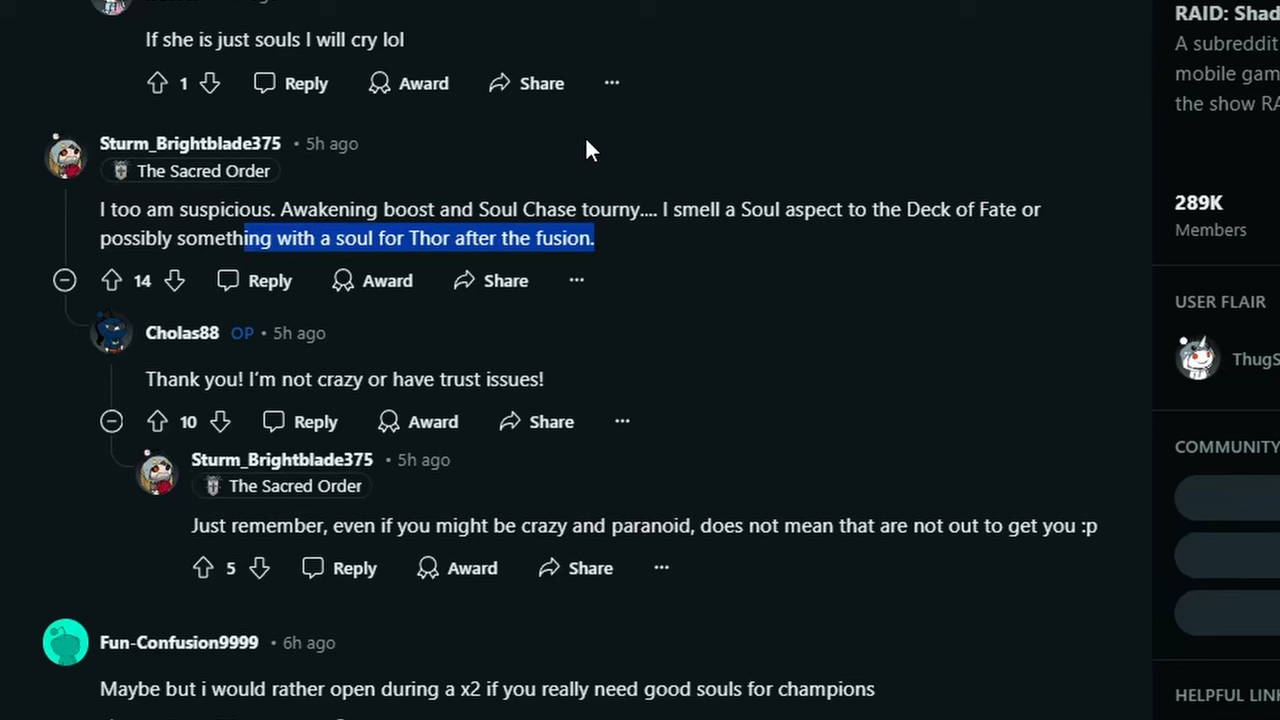 If she is just souls I will cry lol
1 Reply Award Share ...
RAID: Shad
A subreddit
mobile gam
the show RA
Sturm_Brightblade375 • 5h ago
The Sacred Order
I too am suspicious. Awakening boost and Soul Chase tourny.... I smell a Soul aspect to the Deck of Fate or
possibly something with a soul for Thor after the fusion.
14 Reply Award Share ...
289K
Members
Cholas88 OP • 5h ago
Thank you! I'm not crazy or have trust issues!
10 Reply Award Share ...
USER FLAIR
ThugS
Sturm_Brightblade375 • 5h ago
The Sacred Order
Just remember, even if you might be crazy and paranoid, does not mean that are not out to get you :p
5 Reply Award Share ...
COMMUNITY
Fun-Confusion9999 • 6h ago
Maybe but i would rather open during a x2 if you really need good souls for champions
HELPFUL LINK